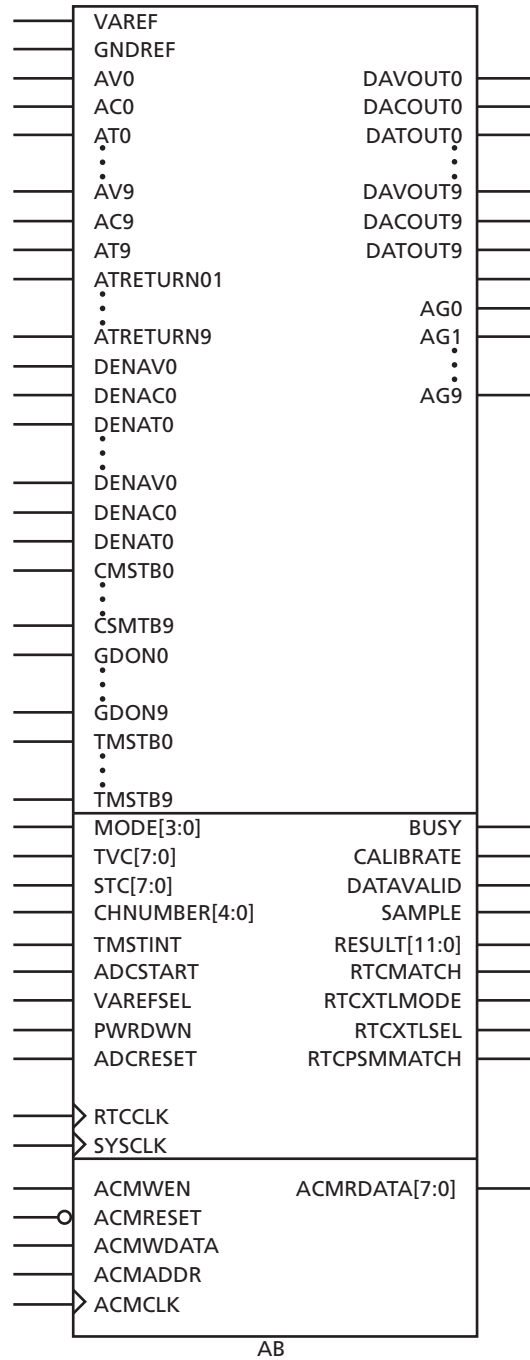 VAREF
GNDREF
AV0 DAVOUT0
AC0 DACOUT0
AT0 DATOUT0
AV9 DAVOUT9
AC9 DACOUT9
AT9 DATOUT9
ATRETURN01
AG0
ATRETURN9 AG1
DENAV0
DENAC0 AG9
DENAT0
DENAV0
DENAC0
DENAT0
CMSTB0
CSMTB9
GDON0
GDON9
TMSTB0
TMSTB9
MODE[3:0] BUSY
TVC[7:0] CALIBRATE
STC[7:0] DATAVALID
CHNUMBER[4:0] SAMPLE
TMSTINT RESULT[11:0]
ADCSTART RTCMATCH
VAREFSEL RTCXTLMODE
PWRDWN RTCXTLSEL
ADCRESET RTCPSMMATCH
RTCCLK
SYSCLK
ACMWEN ACMRDATA[7:0]
ACMRESET
ACMWDATA
ACMADDR
ACMCLK
AB